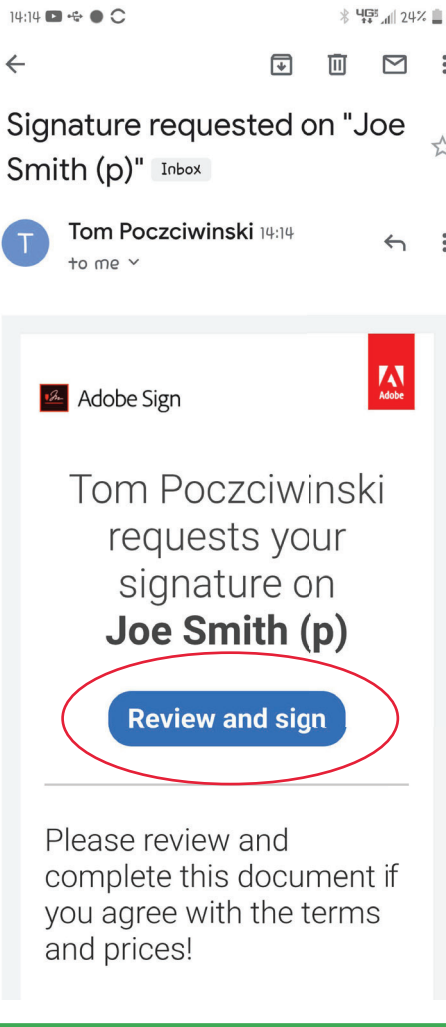 14:14 4G 24%
Signature requested on "Joe
Smith (p)" Inbox
T Tom Poczciwinski 14:14
to me
Adobe Sign
Adobe
Tom Poczciwinski
requests your
signature on
Joe Smith (p)
Review and sign
Please review and
complete this document if
you agree with the terms
and prices!